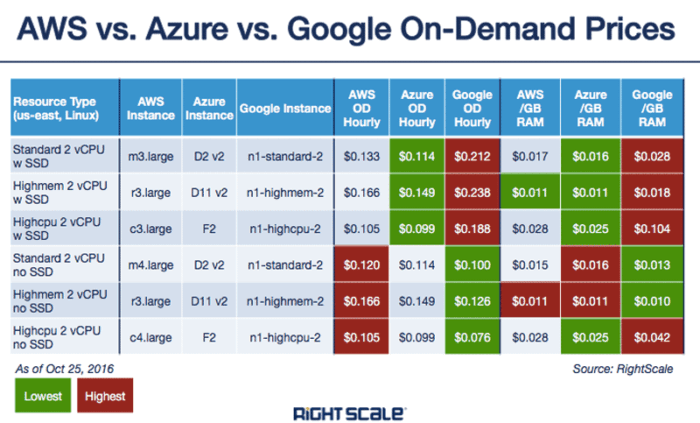 AWS vs. Azure vs. Google On-Demand Prices
Resource Type (us-east, Linux) AWS Instance Azure Instance Google Instance AWS OD Hourly Azure OD Hourly Google OD Hourly AWS /GB RAM Azure /GB RAM Google /GB RAM
Standard 2 vCPU w SSD m3.large D2 v2 n1-standard-2 $0.133 $0.114 $0.212 $0.017 $0.016 $0.028
Highmem 2 vCPU w SSD r3.large D11 v2 n1-highmem-2 $0.166 $0.149 $0.238 $0.011 $0.011 $0.018
Highcpu 2 vCPU w SSD c3.large F2 n1-highcpu-2 $0.105 $0.099 $0.188 $0.028 $0.025 $0.104
Standard 2 vCPU no SSD m4.large D2 v2 n1-standard-2 $0.120 $0.114 $0.100 $0.015 $0.016 $0.013
Highmem 2 vCPU no SSD r3.large D11 v2 n1-highmem-2 $0.166 $0.149 $0.126 $0.011 $0.011 $0.010
Highcpu 2 vCPU no SSD c4.large F2 n1-highcpu-2 $0.105 $0.099 $0.076 $0.028 $0.025 $0.042
As of Oct 25, 2016 Source: RightScale
Lowest Highest
RiGHT SCALE